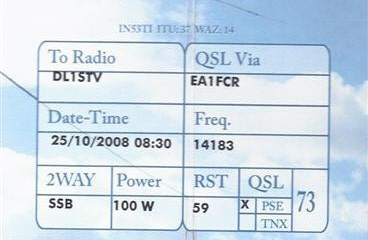 IN53TI ITU:37 WAZ:14
To Radio QSL Via
DL1STV EA1FCR
Date-Time Freq.
25/10/2008 08:30 14183
2WAY Power RST QSL 73
SSB 100 W 59 X PSE
TNX